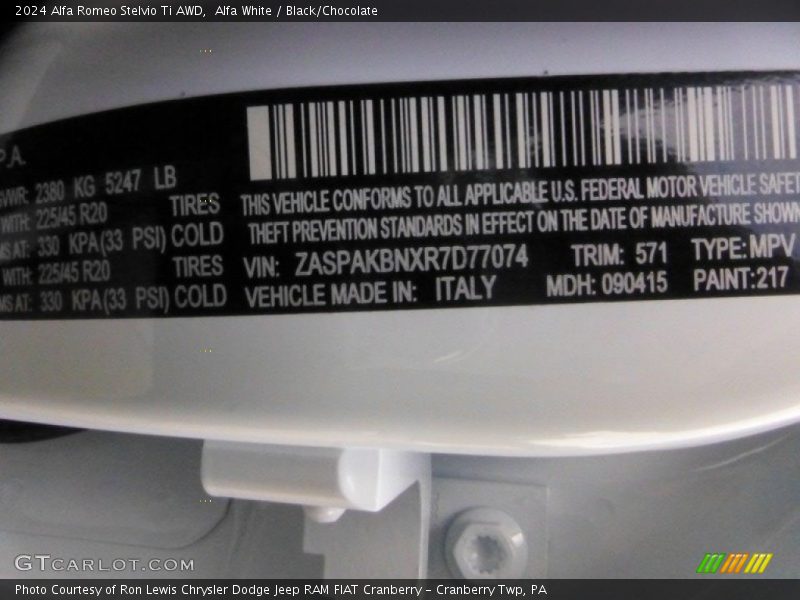 2024 Alfa Romeo Stelvio Ti AWD,  Alfa White / Black/Chocolate
P.A.
GVWR: 2380 KG 5247 LB
WITH: 225/45 R20 TIRES
MS AT: 330 KPA(33 PSI) COLD
WITH: 225/45 R20 TIRES
MS AT: 330 KPA(33 PSI) COLD
THIS VEHICLE CONFORMS TO ALL APPLICABLE U.S. FEDERAL MOTOR VEHICLE SAFET
THEFT PREVENTION STANDARDS IN EFFECT ON THE DATE OF MANUFACTURE SHOWN
VIN: ZASPAKBNXR7D77074 TRIM: 571 TYPE: MPV
VEHICLE MADE IN: ITALY MDH: 090415 PAINT: 217
GTCARLOT.COM
Photo Courtesy of Ron Lewis Chrysler Dodge Jeep RAM FIAT Cranberry – Cranberry Twp, PA